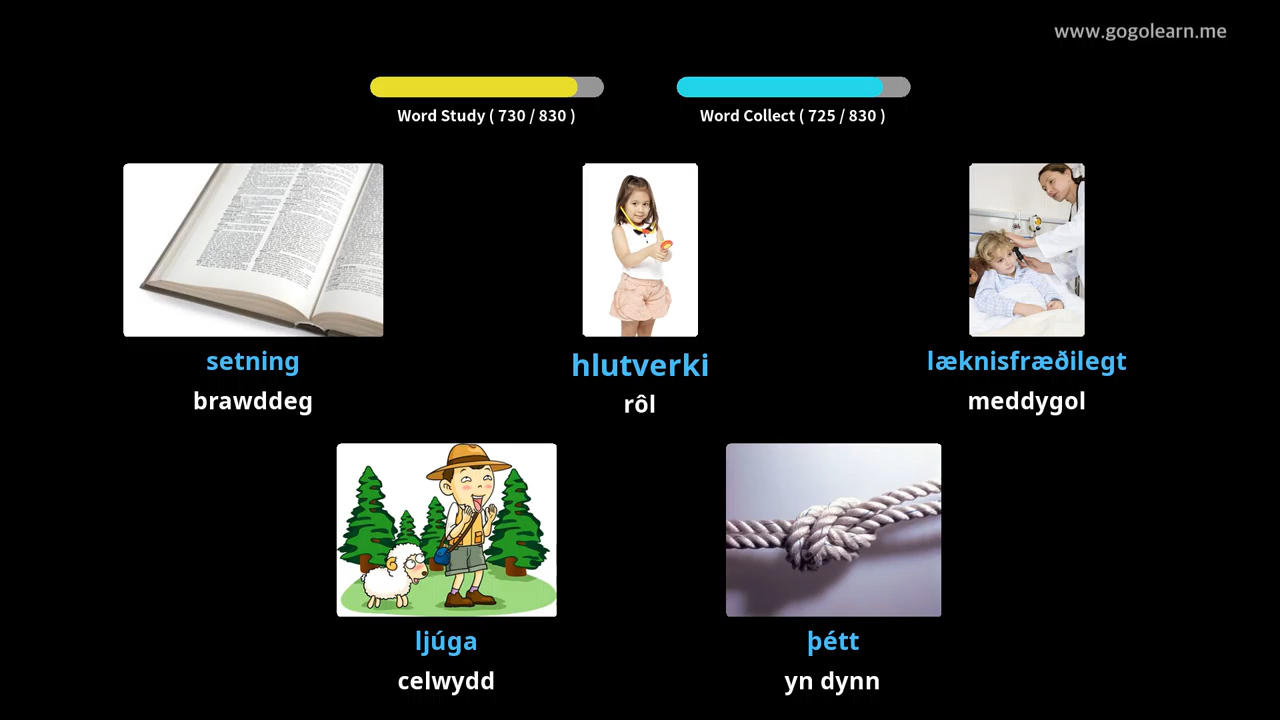 www.gogolearn.me
Word Study ( 730 / 830 )
Word Collect ( 725 / 830 )
setning
brawddeg
hlutverki
rôl
læknisfræðilegt
meddygol
ljúga
celwydd
þétt
yn dynn